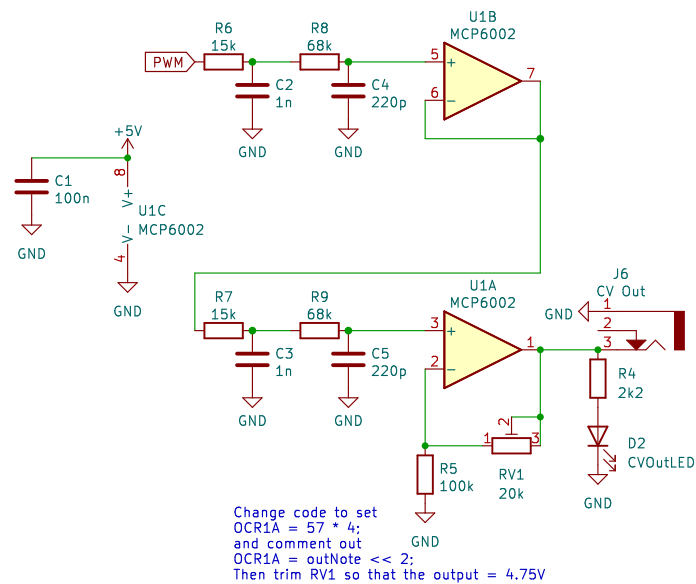 U1B
MCP6002
R6
15k
R8
68k
PWM
5
+
7
6
−
C2
1n
C4
220p
GND
GND
+5V
8
V+
C1
100n
U1C
MCP6002
V-
4
GND
GND
J6
CV Out
U1A
MCP6002
R7
15k
R9
68k
GND
1
2
3
3
+
1
2
−
C3
1n
C5
220p
R4
2k2
GND
GND
2
1
3
D2
CVOutLED
R5
100k
RV1
20k
GND
GND
Change code to set
OCR1A = 57 * 4;
and comment out
OCR1A = outNote << 2;
Then trim RV1 so that the output = 4.75V